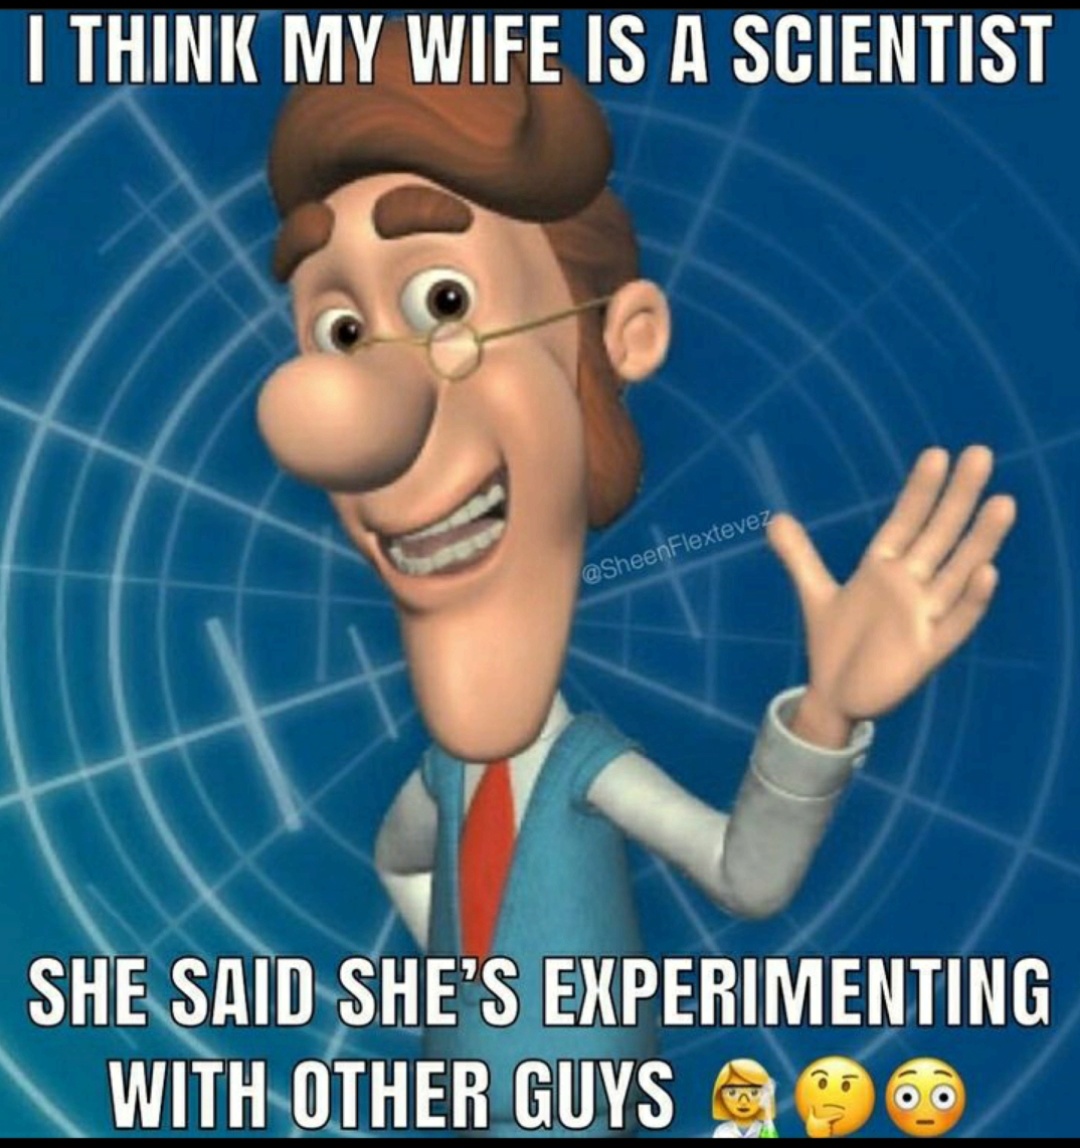 I THINK MY WIFE IS A SCIENTIST
@SheenFlextevez
SHE SAID SHE'S EXPERIMENTING
WITH OTHER GUYS 👩‍🔬🤔😳